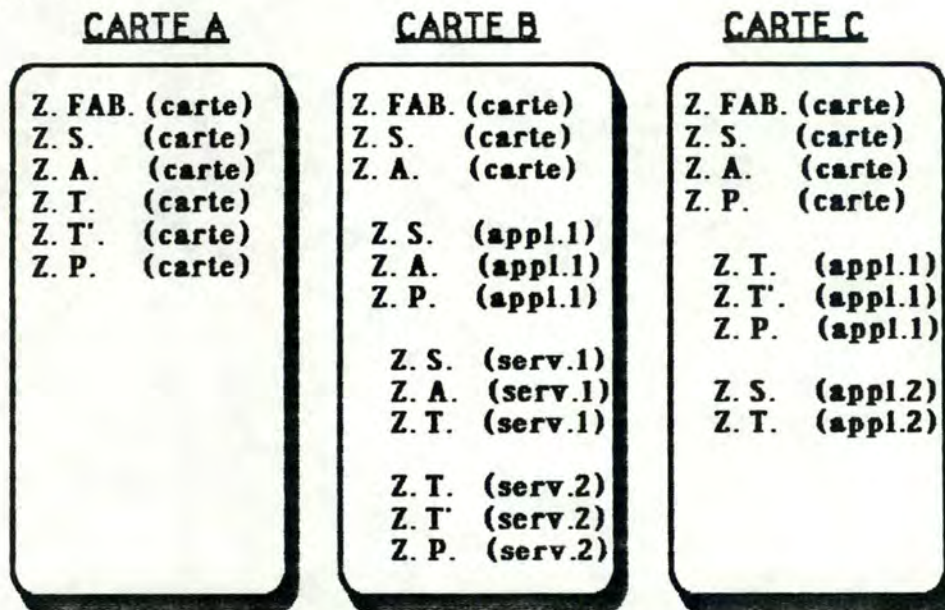 CARTE A
Z. FAB. (carte)
Z. S. (carte)
Z. A. (carte)
Z. T. (carte)
Z. T'. (carte)
Z. P. (carte)
CARTE B
Z. FAB. (carte)
Z. S. (carte)
Z. A. (carte)
Z. S. (appl.1)
Z. A. (appl.1)
Z. P. (appl.1)
Z. S. (serv.1)
Z. A. (serv.1)
Z. T. (serv.1)
Z. T. (serv.2)
Z. T' (serv.2)
Z. P. (serv.2)
CARTE C
Z. FAB. (carte)
Z. S. (carte)
Z. A. (carte)
Z. P. (carte)
Z. T. (appl.1)
Z. T'. (appl.1)
Z. P. (appl.1)
Z. S. (appl.2)
Z. T. (appl.2)